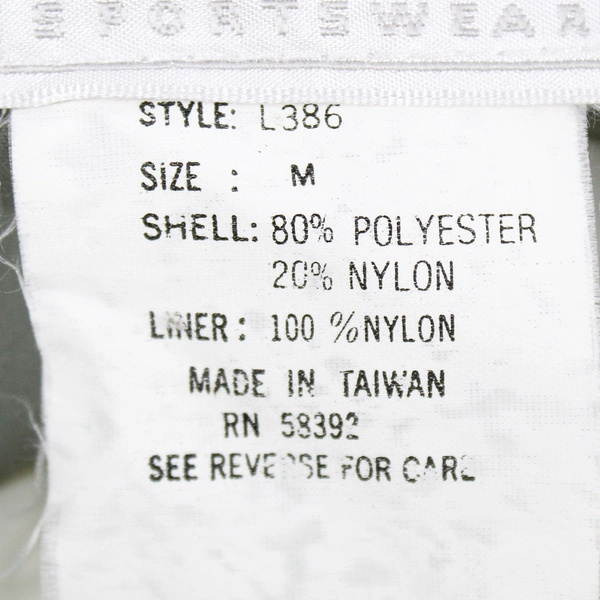 SPORTSWEAR
STYLE: L386
SIZE : M
SHELL: 80% POLYESTER
20% NYLON
LINER: 100 % NYLON
MADE IN TAIWAN
RN 58392
SEE REVERSE FOR CARE